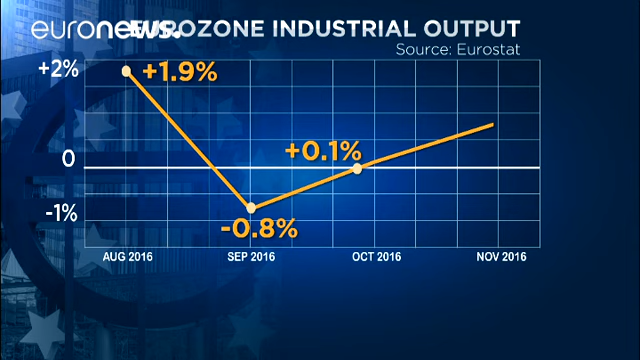 euronews.
EUROZONE INDUSTRIAL OUTPUT
Source: Eurostat
+2%
+1.9%
+0.1%
0
-1%
-0.8%
AUG 2016 SEP 2016 OCT 2016 NOV 2016